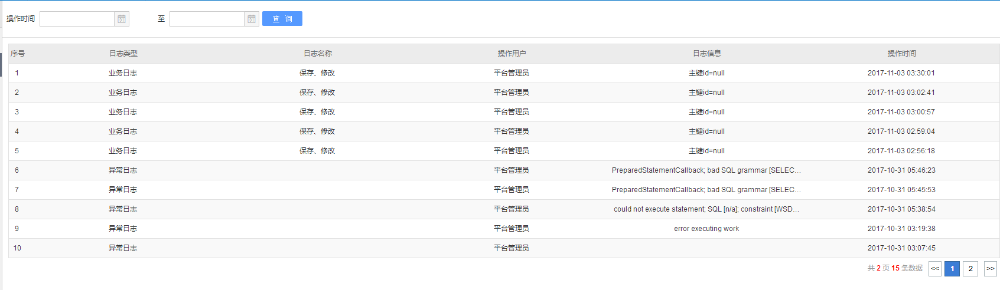 操作时间 31 至 31 查 询
序号 日志类型 日志名称 操作用户 日志信息 操作时间
1 业务日志 保存、修改 平台管理员 主键id=null 2017-11-03 03:30:01
2 业务日志 保存、修改 平台管理员 主键id=null 2017-11-03 03:02:41
3 业务日志 保存、修改 平台管理员 主键id=null 2017-11-03 03:00:57
4 业务日志 保存、修改 平台管理员 主键id=null 2017-11-03 02:59:04
5 业务日志 保存、修改 平台管理员 主键id=null 2017-11-03 02:56:18
6 异常日志 平台管理员 PreparedStatementCallback; bad SQL grammar [SELEC... 2017-10-31 05:46:23
7 异常日志 平台管理员 PreparedStatementCallback; bad SQL grammar [SELEC... 2017-10-31 05:45:53
8 异常日志 平台管理员 could not execute statement; SQL [n/a]; constraint [WSD... 2017-10-31 05:38:54
9 异常日志 平台管理员 error executing work 2017-10-31 03:19:38
10 异常日志 平台管理员 2017-10-31 03:07:45
共 2 页 15 条数据 << 1 2 >>